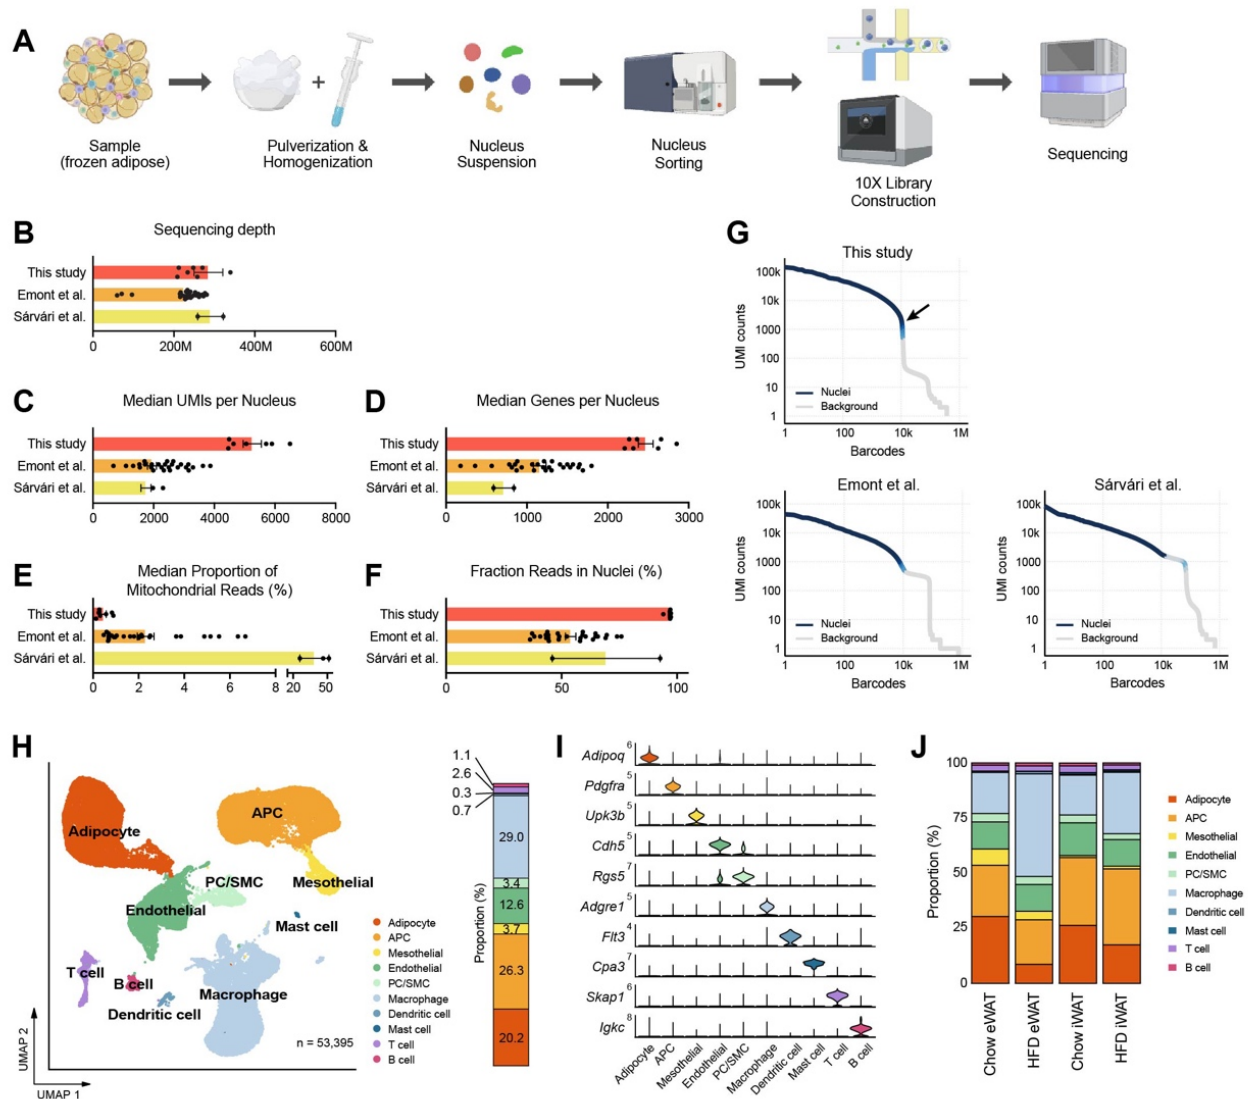 A
Sample
(frozen adipose)
+
Pulverization &
Homogenization
Nucleus
Suspension
Nucleus
Sorting
10X Library
Construction
Sequencing
B
Sequencing depth
This study
Emont et al.
Sárvári et al.
0 200M 400M 600M
C
Median UMIs per Nucleus
This study
Emont et al.
Sárvári et al.
0 2000 4000 6000 8000
D
Median Genes per Nucleus
This study
Emont et al.
Sárvári et al.
0 1000 2000 3000
E
Median Proportion of
Mitochondrial Reads (%)
This study
Emont et al.
Sárvári et al.
0 2 4 6 8 20 50
F
Fraction Reads in Nuclei (%)
This study
Emont et al.
Sárvári et al.
0 50 100
G
This study
UMI counts
100k
10k
1000
100
10
1
Nuclei
Background
1 100 10k 1M
Barcodes
Emont et al.
UMI counts
100k
10k
1000
100
10
1
Nuclei
Background
1 100 10k 1M
Barcodes
Sárvári et al.
UMI counts
100k
10k
1000
100
10
1
Nuclei
Background
1 100 10k 1M
Barcodes
H
Adipocyte
APC
Mesothelial
PC/SMC
Endothelial
Mast cell
T cell
B cell
Dendritic cell
Macrophage
n = 53,395
UMAP 2
UMAP 1
Adipocyte
APC
Mesothelial
Endothelial
PC/SMC
Macrophage
Dendritic cell
Mast cell
T cell
B cell
Proportion (%)
1.1
2.6
0.3
0.7
29.0
3.4
12.6
3.7
26.3
20.2
I
Adipoq 6
Pdgfra 5
Upk3b 5
Cdh5 5
Rgs5 7
Adgre1 5
Flt3 4
Cpa3 7
Skap1 6
Igkc 8
Adipocyte
APC
Mesothelial
Endothelial
PC/SMC
Macrophage
Dendritic cell
Mast cell
T cell
B cell
J
Proportion (%)
100
75
50
25
0
Chow eWAT
HFD eWAT
Chow iWAT
HFD iWAT
Adipocyte
APC
Mesothelial
Endothelial
PC/SMC
Macrophage
Dendritic cell
Mast cell
T cell
B cell